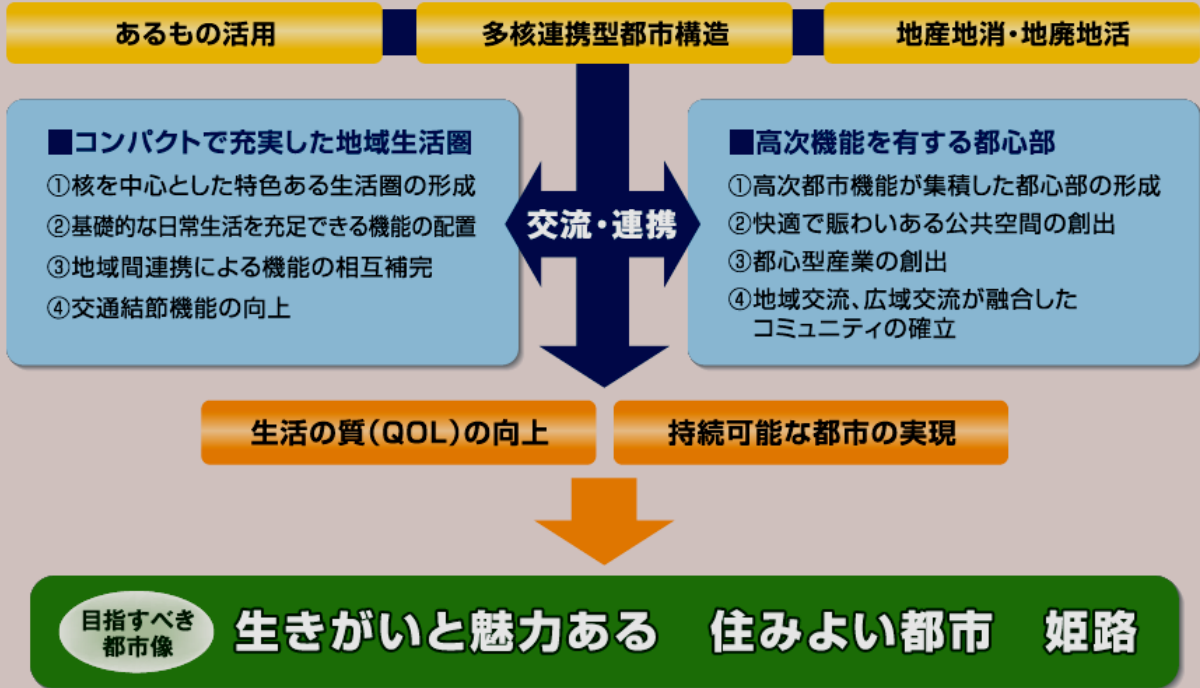 あるもの活用
多核連携型都市構造
地産地消・地廃地活
■コンパクトで充実した地域生活圏
①核を中心とした特色ある生活圏の形成
②基礎的な日常生活を充足できる機能の配置
③地域間連携による機能の相互補完
④交通結節機能の向上
交流・連携
■高次機能を有する都心部
①高次都市機能が集積した都心部の形成
②快適で賑わいある公共空間の創出
③都心型産業の創出
④地域交流、広域交流が融合した
コミュニティの確立
生活の質（QOL）の向上
持続可能な都市の実現
目指すべき
都市像
生きがいと魅力ある　住みよい都市　姫路